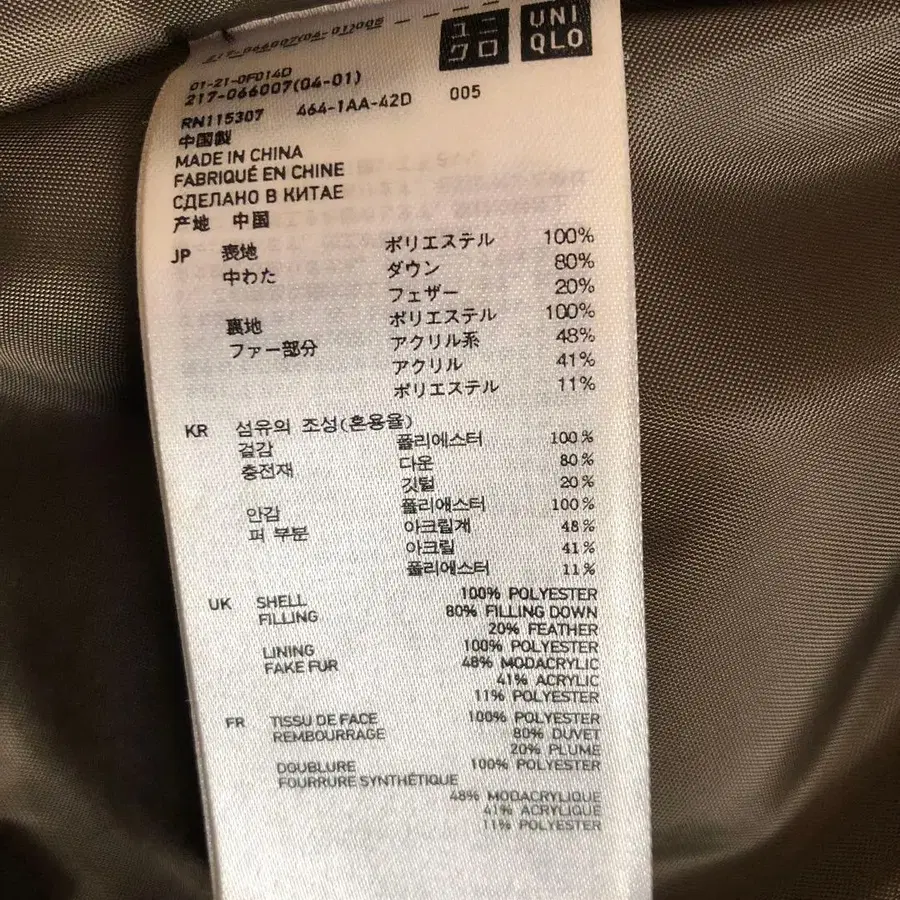 217-066007(04-01)005
ユニ
クロ
UNI
QLO
01-21-0F014D
217-066007(04-01)
RN115307 464-1AA-42D 005
中国製
MADE IN CHINA
FABRIQUÉ EN CHINE
СДЕЛАНО В КИТАЕ
产地 中国
JP 表地 ポリエステル 100%
中わた ダウン 80%
フェザー 20%
裏地 ポリエステル 100%
ファー部分 アクリル系 48%
アクリル 41%
ポリエステル 11%
KR 섬유의 조성(혼용율)
겉감 폴리에스터 100%
충전재 다운 80%
깃털 20%
안감 폴리에스터 100%
퍼 부분 아크릴계 48%
아크릴 41%
폴리에스터 11%
UK SHELL 100% POLYESTER
FILLING 80% FILLING DOWN
20% FEATHER
LINING 100% POLYESTER
FAKE FUR 48% MODACRYLIC
41% ACRYLIC
11% POLYESTER
FR TISSU DE FACE 100% POLYESTER
REMBOURRAGE 80% DUVET
20% PLUME
DOUBLURE 100% POLYESTER
FOURRURE SYNTHÉTIQUE
48% MODACRYLIQUE
41% ACRYLIQUE
11% POLYESTER